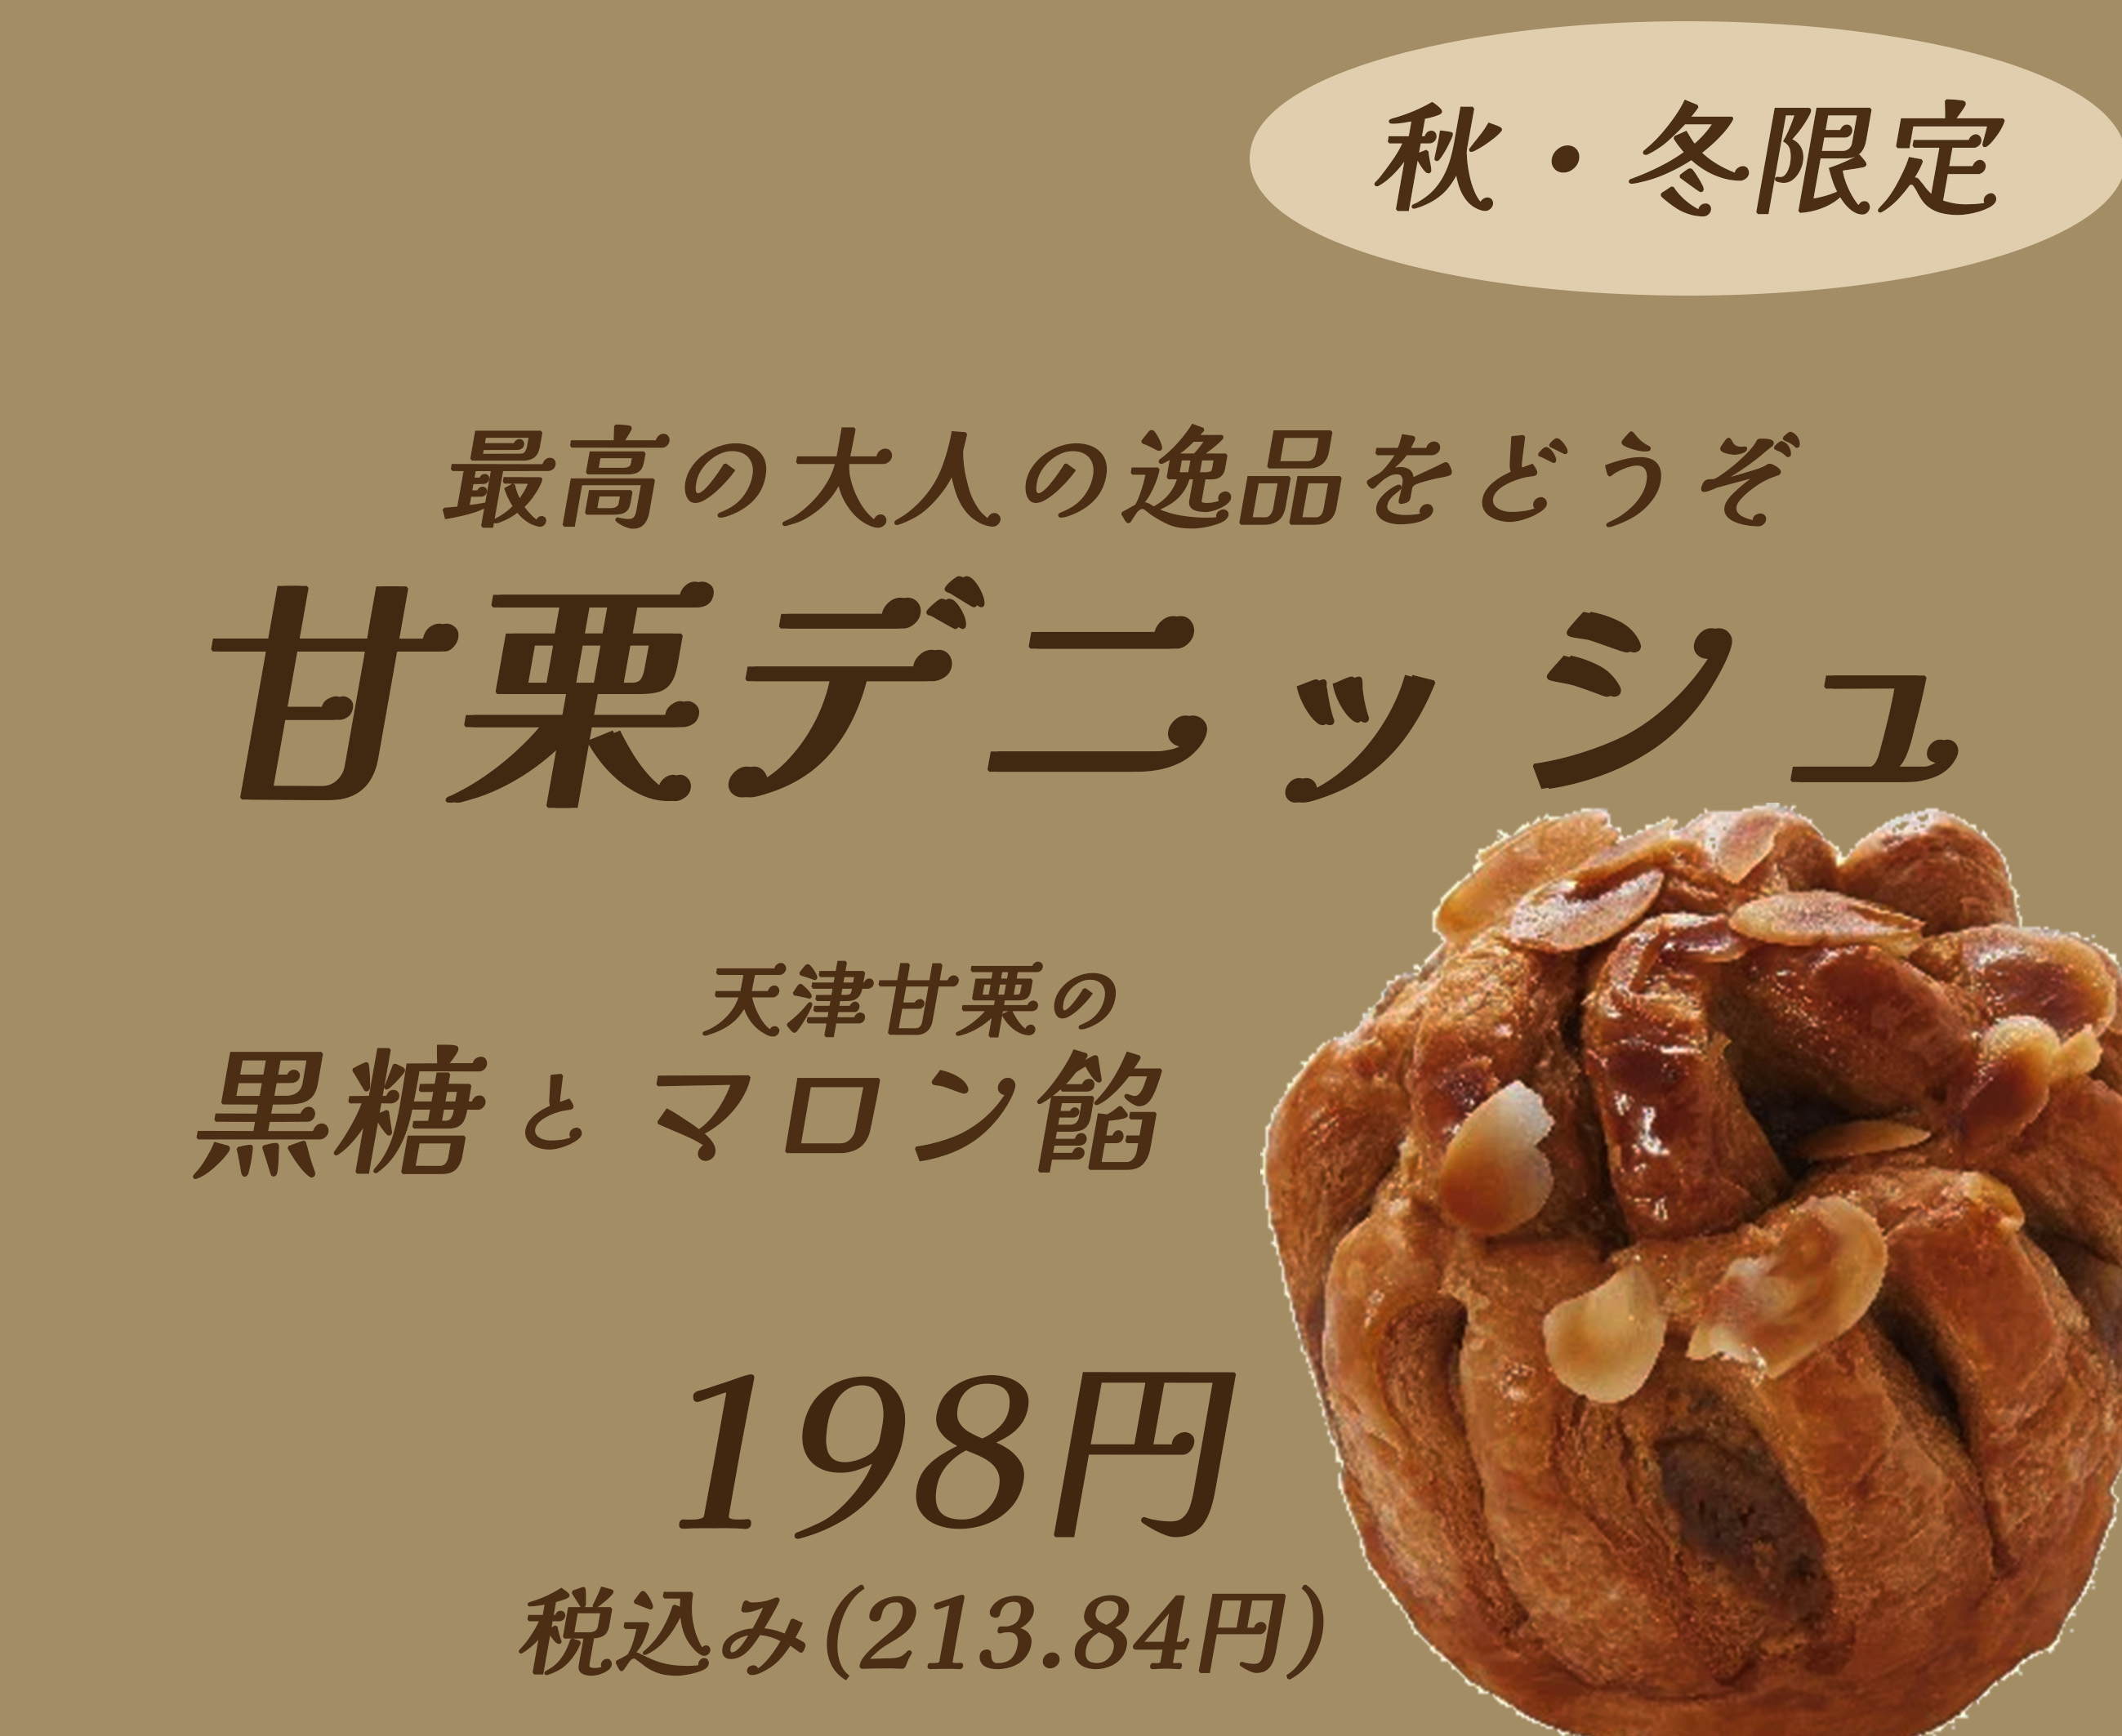 秋・冬限定
最高の大人の逸品をどうぞ
甘栗デニッシュ
天津甘栗の
黒糖とマロン餡
198円
税込み(213.84円)